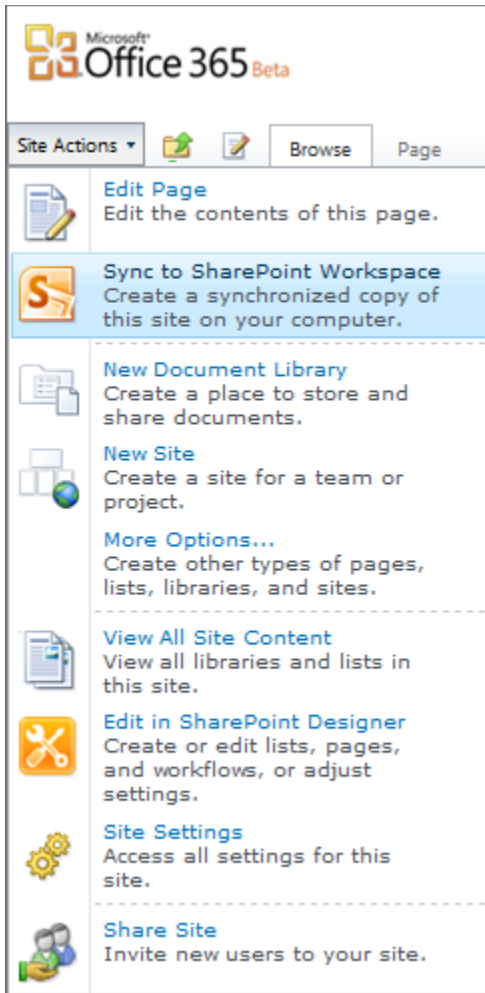 Microsoft®
Office 365 Beta
Site Actions Browse Page
Edit Page
Edit the contents of this page.
Sync to SharePoint Workspace
Create a synchronized copy of
this site on your computer.
New Document Library
Create a place to store and
share documents.
New Site
Create a site for a team or
project.
More Options...
Create other types of pages,
lists, libraries, and sites.
View All Site Content
View all libraries and lists in
this site.
Edit in SharePoint Designer
Create or edit lists, pages,
and workflows, or adjust
settings.
Site Settings
Access all settings for this
site.
Share Site
Invite new users to your site.